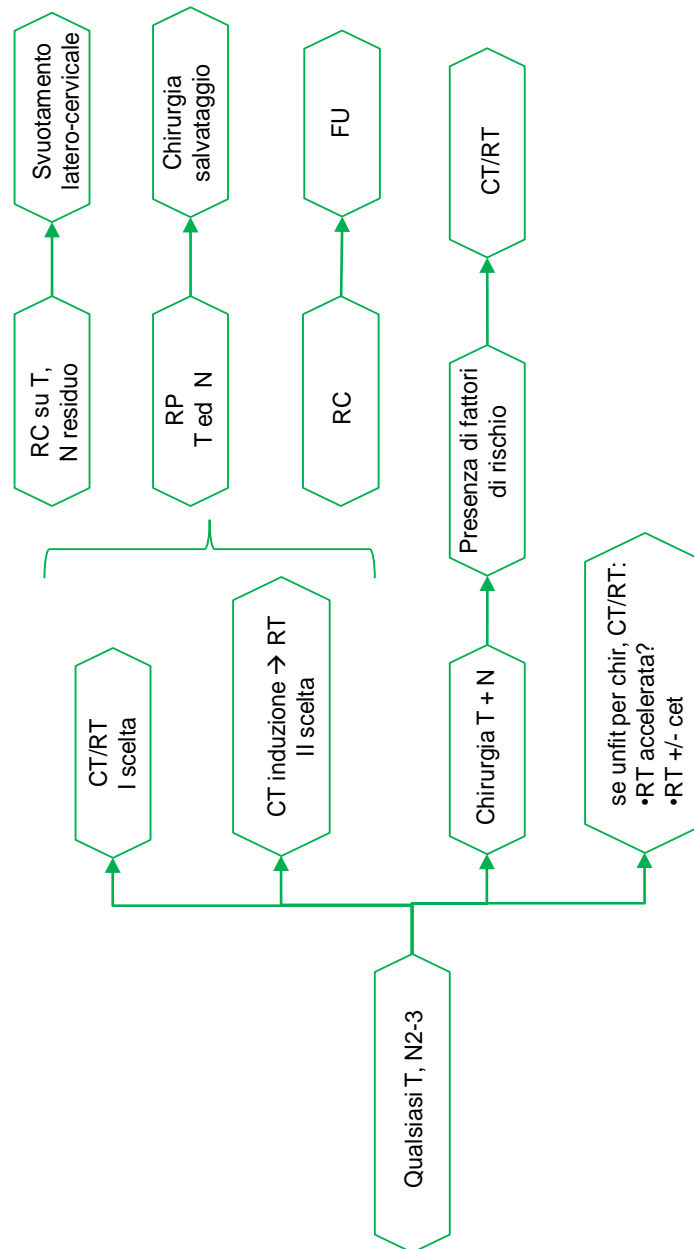 Qualsiasi T, N2-3
CT/RT
I scelta
CT induzione → RT
II scelta
Chirurgia T + N
se unfit per chir, CT/RT:
•RT accelerata?
•RT +/- cet
RC su T,
N residuo
RP
T ed N
RC
Presenza di fattori
di rischio
Svuotamento
latero-cervicale
Chirurgia
salvataggio
FU
CT/RT